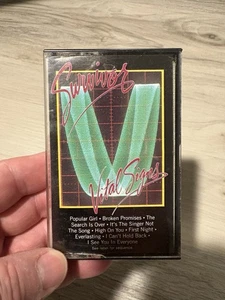 Survivor
Vital Signs
Popular Girl • Broken Promises • The
Search Is Over • It's The Singer Not
The Song • High On You • First Night •
Everlasting • I Can't Hold Back •
I See You In Everyone